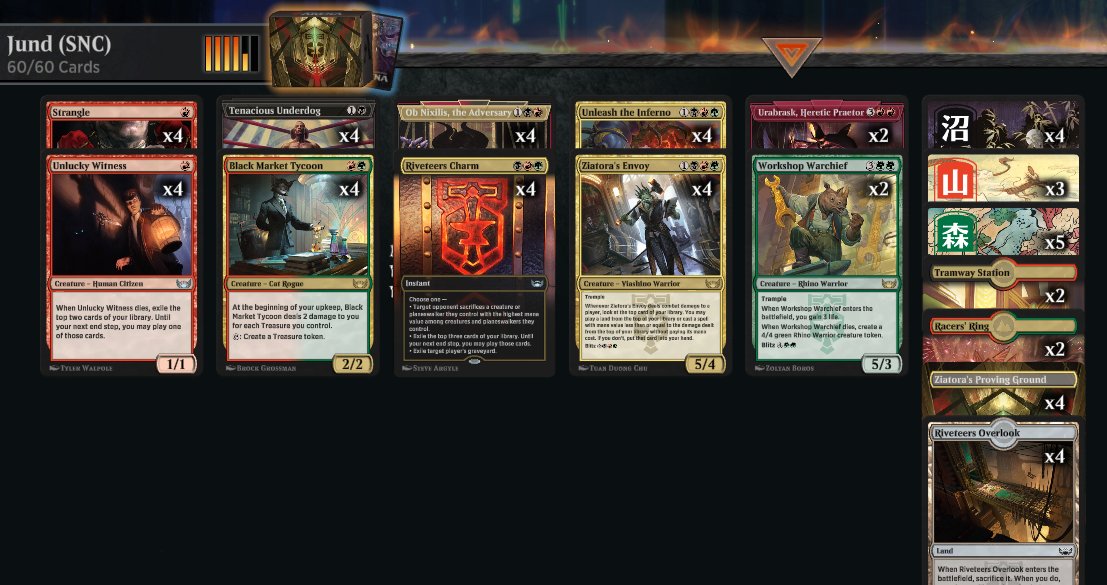 Jund (SNC)
60/60 Cards
Strangle
x4
Unlucky Witness
x4
Creature – Human Citizen
When Unlucky Witness dies, exile the
top two cards of your library. Until
your next end step, you may play one
of those cards.
Tyler Walpole
1/1
Tenacious Underdog
1
x4
Black Market Tycoon
x4
Creature – Cat Rogue
At the beginning of your upkeep, Black
Market Tycoon deals 2 damage to you
for each Treasure you control.
: Create a Treasure token.
Brock Grossman
2/2
Ob Nixilis, the Adversary
1
x4
Riveteers Charm
x4
Instant
Choose one —
• Target opponent sacrifices a creature or
planeswalker they control with the highest mana
value among creatures and planeswalkers they
control.
• Exile the top three cards of your library. Until
your next end step, you may play those cards.
• Exile target player's graveyard.
Steve Argyle
Unleash the Inferno
1
x4
Ziatora's Envoy
1
x4
Creature – Viashino Warrior
Trample
Whenever Ziatora's Envoy deals combat damage to a
player, look at the top card of your library. You may
play a land from the top of your library or cast a spell
with mana value less than or equal to the damage dealt
from the top of your library without paying its mana
cost. If you don't, put that card into your hand.
Blitz
Tuan Duong Chu
5/4
Urabrask, Heretic Praetor
3
x2
Workshop Warchief
3
x2
Creature – Rhino Warrior
Trample
When Workshop Warchief enters the
battlefield, you gain 3 life.
When Workshop Warchief dies, create a
4/4 green Rhino Warrior creature token.
Blitz
Zoltan Boros
5/3
沼
x4
山
x3
森
x5
Tramway Station
x2
Racers' Ring
x2
Ziatora's Proving Ground
x4
Riveteers Overlook
x4
Land
When Riveteers Overlook enters the
battlefield, sacrifice it. When you do,